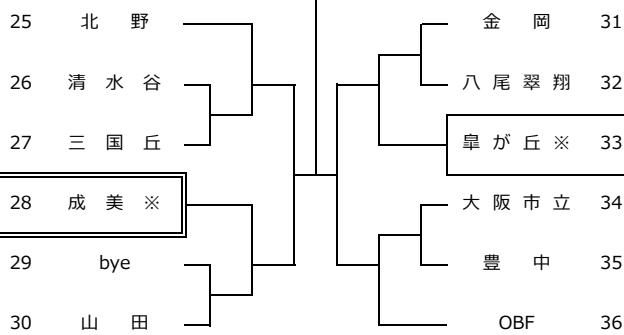 25 北 野
26 清 水 谷
27 三 国 丘
28 成 美 ※
29 bye
30 山 田
金 岡 31
八 尾 翠 翔 32
皐 が 丘 ※ 33
大 阪 市 立 34
豊 中 35
OBF 36